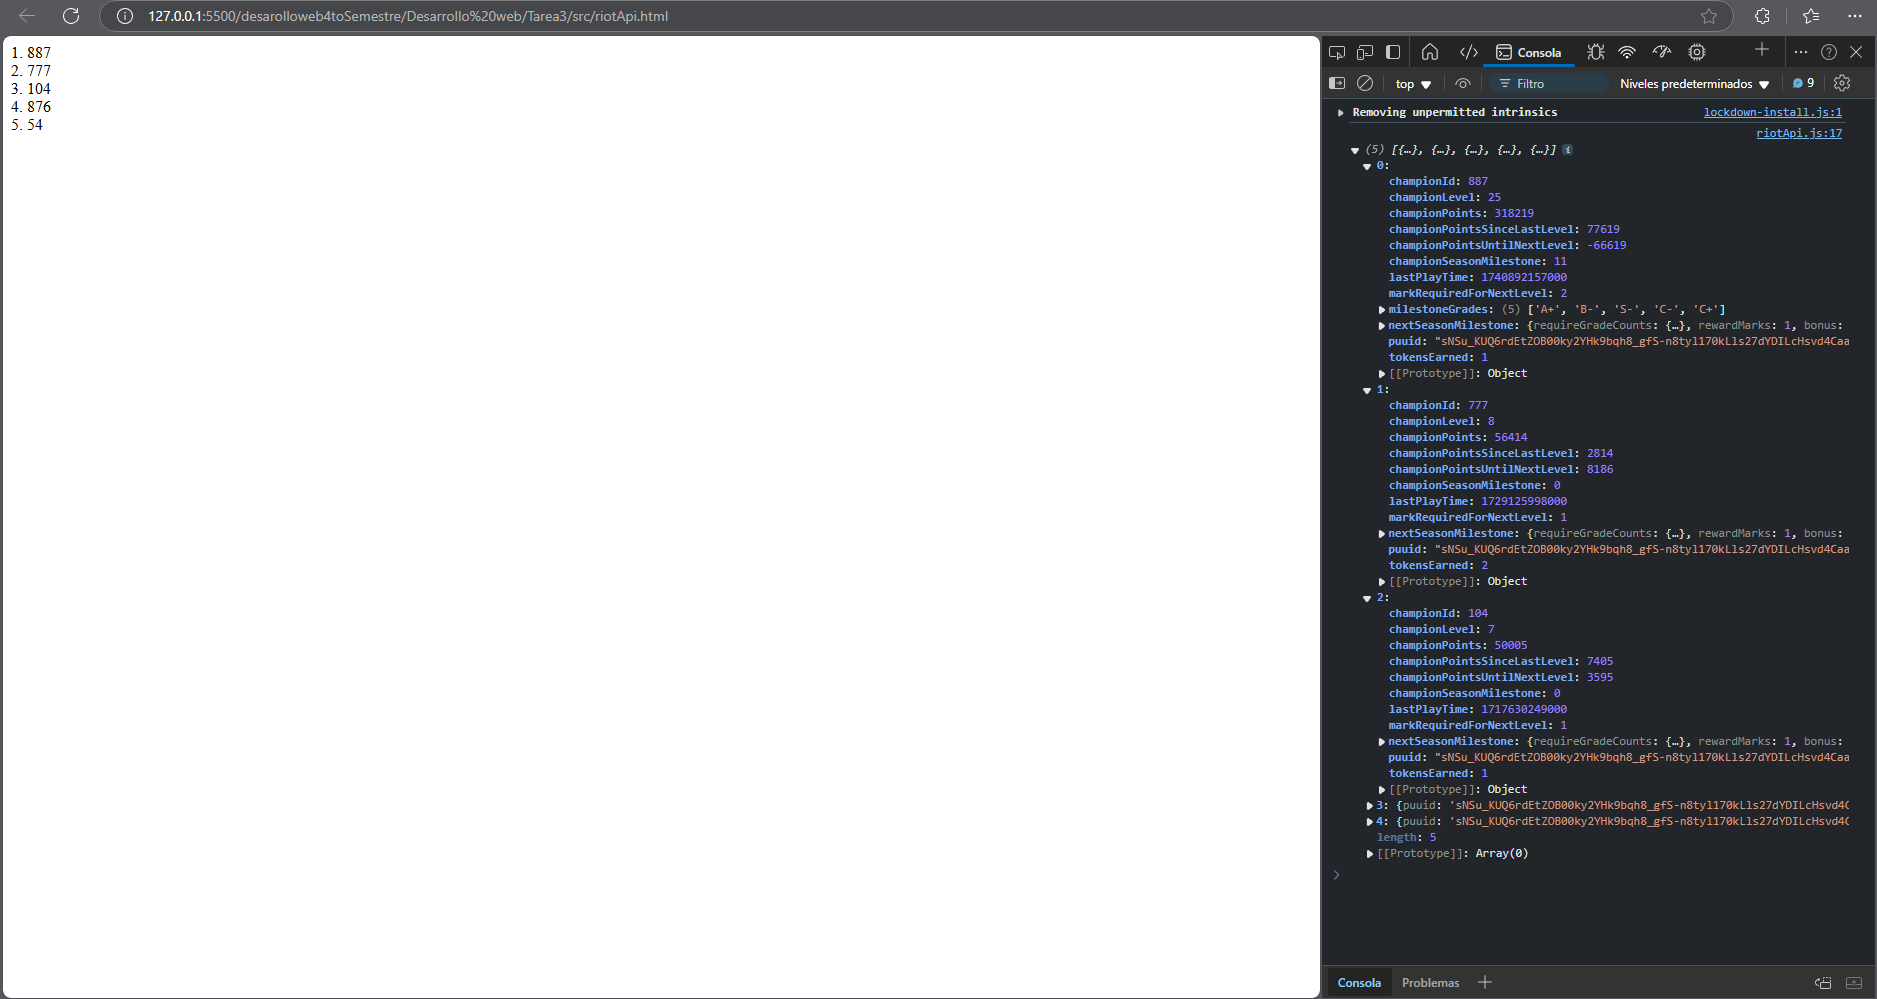 127.0.0.1:5500/desarolloweb4toSemestre/Desarrollo%20web/Tarea3/src/riotApi.html
1. 887
2. 777
3. 104
4. 876
5. 54
Consola
top
Filtro
Niveles predeterminados
9
Removing unpermitted intrinsics lockdown-install.js:1
riotApi.js:17
(5) [{…}, {…}, {…}, {…}, {…}] i
0:
championId: 887
championLevel: 25
championPoints: 318219
championPointsSinceLastLevel: 77619
championPointsUntilNextLevel: -66619
championSeasonMilestone: 11
lastPlayTime: 1740892157000
markRequiredForNextLevel: 2
milestoneGrades: (5) ['A+', 'B-', 'S-', 'C-', 'C+']
nextSeasonMilestone: {requireGradeCounts: {…}, rewardMarks: 1, bonus:
puuid: "sNSu_KUQ6rdEtZOB00ky2YHk9bqh8_gfS-n8tyl170kLls27dYDILcHsvd4Caa
tokensEarned: 1
[[Prototype]]: Object
1:
championId: 777
championLevel: 8
championPoints: 56414
championPointsSinceLastLevel: 2814
championPointsUntilNextLevel: 8186
championSeasonMilestone: 0
lastPlayTime: 1729125998000
markRequiredForNextLevel: 1
nextSeasonMilestone: {requireGradeCounts: {…}, rewardMarks: 1, bonus:
puuid: "sNSu_KUQ6rdEtZOB00ky2YHk9bqh8_gfS-n8tyl170kLls27dYDILcHsvd4Caa
tokensEarned: 2
[[Prototype]]: Object
2:
championId: 104
championLevel: 7
championPoints: 50005
championPointsSinceLastLevel: 7405
championPointsUntilNextLevel: 3595
championSeasonMilestone: 0
lastPlayTime: 1717630249000
markRequiredForNextLevel: 1
nextSeasonMilestone: {requireGradeCounts: {…}, rewardMarks: 1, bonus:
puuid: "sNSu_KUQ6rdEtZOB00ky2YHk9bqh8_gfS-n8tyl170kLls27dYDILcHsvd4Caa
tokensEarned: 1
[[Prototype]]: Object
3: {puuid: 'sNSu_KUQ6rdEtZOB00ky2YHk9bqh8_gfS-n8tyl170kLls27dYDILcHsvd4C
4: {puuid: 'sNSu_KUQ6rdEtZOB00ky2YHk9bqh8_gfS-n8tyl170kLls27dYDILcHsvd4C
length: 5
[[Prototype]]: Array(0)
Consola Problemas